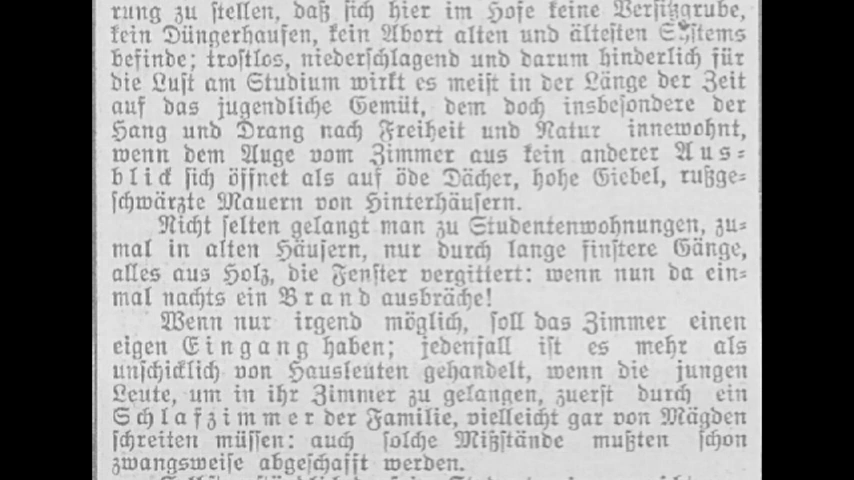 rung zu stellen, daß sich hier im Hofe keine Versitzgrube,
kein Düngerhaufen, kein Abort alten und ältesten Systems
befinde; trostlos, niederschlagend und darum hinderlich für
die Lust am Studium wirkt es meist in der Länge der Zeit
auf das jugendliche Gemüt, dem doch insbesondere der
Hang und Drang nach Freiheit und Natur innewohnt,
wenn dem Auge vom Zimmer aus kein anderer Aus-
blick sich öffnet als auf öde Dächer, hohe Giebel, rußge-
schwärzte Mauern von Hinterhäusern.
Nicht selten gelangt man zu Studentenwohnungen, zu-
mal in alten Häusern, nur durch lange finstere Gänge,
alles aus Holz, die Fenster vergittert: wenn nun da ein-
mal nachts ein Brand ausbräche!
Wenn nur irgend möglich, soll das Zimmer einen
eigen Eingang haben; jedenfall ist es mehr als
unschicklich von Hausleuten gehandelt, wenn die jungen
Leute, um in ihr Zimmer zu gelangen, zuerst durch ein
Schlafzimmer der Familie, vielleicht gar von Mägden
schreiten müssen: auch solche Mißstände mußten schon
zwangsweise abgeschafft werden.